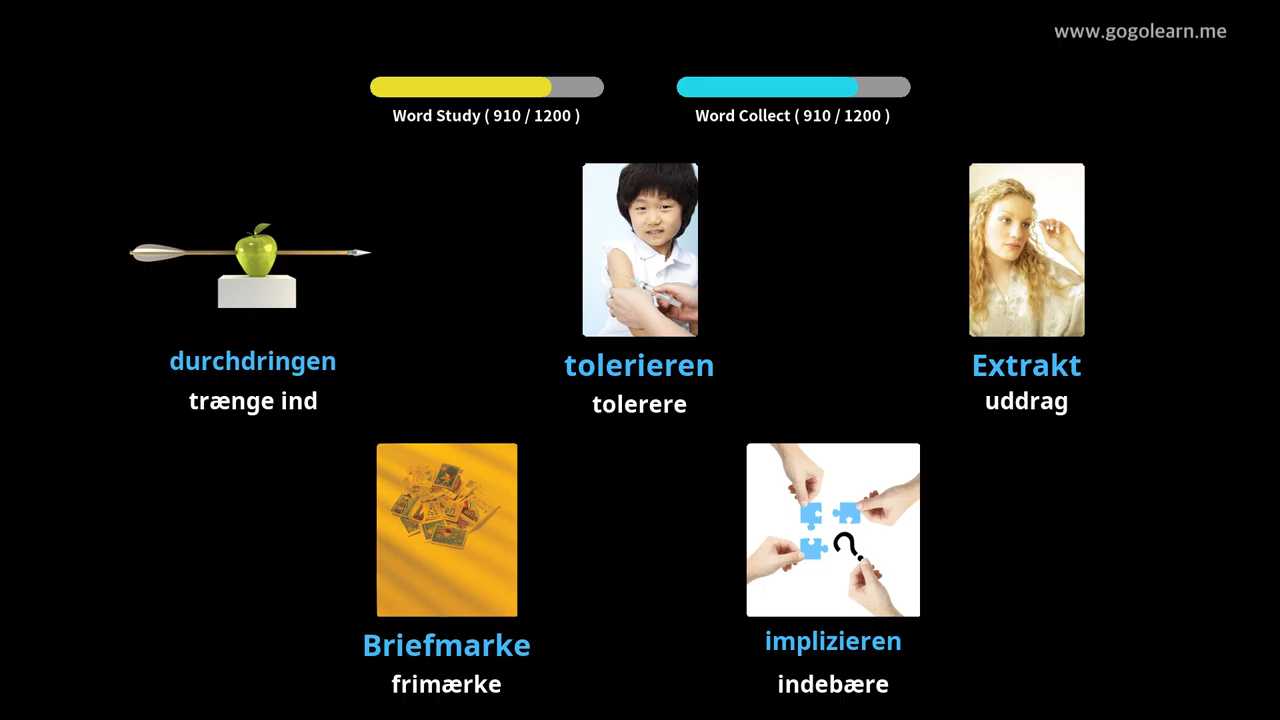 www.gogolearn.me
Word Study ( 910 / 1200 )
Word Collect ( 910 / 1200 )
durchdringen
trænge ind
tolerieren
tolerere
Extrakt
uddrag
Briefmarke
frimærke
implizieren
indebære